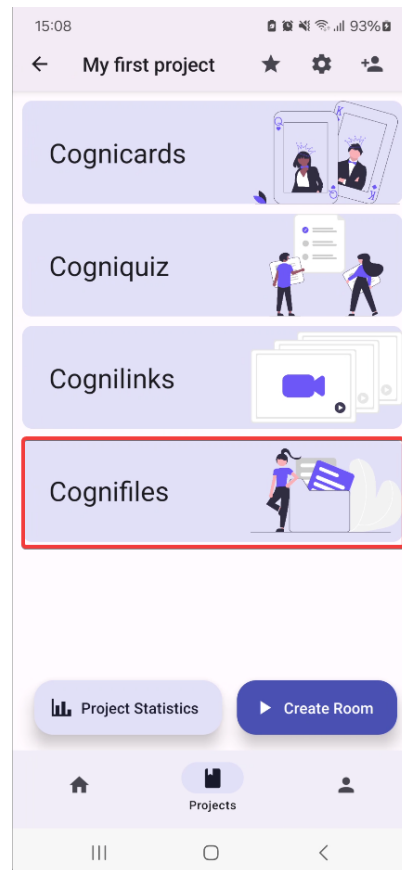 15:08 93%
My first project
Cognicards
Cogniquiz
Cognilinks
Cognifiles
Project Statistics Create Room
Projects